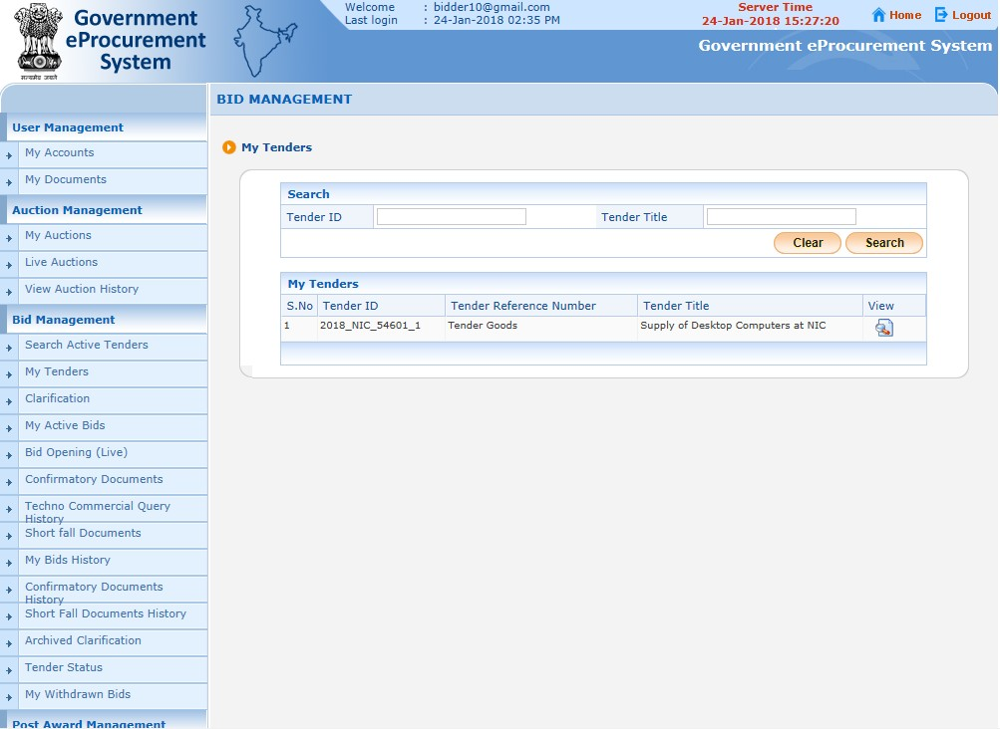 Government
eProcurement
System
सत्यमेव जयते
Welcome : bidder10@gmail.com
Last login : 24-Jan-2018 02:35 PM
Server Time
24-Jan-2018 15:27:20
Home
Logout
Government eProcurement System
User Management
My Accounts
My Documents
Auction Management
My Auctions
Live Auctions
View Auction History
Bid Management
Search Active Tenders
My Tenders
Clarification
My Active Bids
Bid Opening (Live)
Confirmatory Documents
Techno Commercial Query
History
Short fall Documents
My Bids History
Confirmatory Documents
History
Short Fall Documents History
Archived Clarification
Tender Status
My Withdrawn Bids
Post Award Management
BID MANAGEMENT
My Tenders
Search
Tender ID Tender Title
Clear Search
My Tenders
S.No Tender ID Tender Reference Number Tender Title View
1 2018_NIC_54601_1 Tender Goods Supply of Desktop Computers at NIC